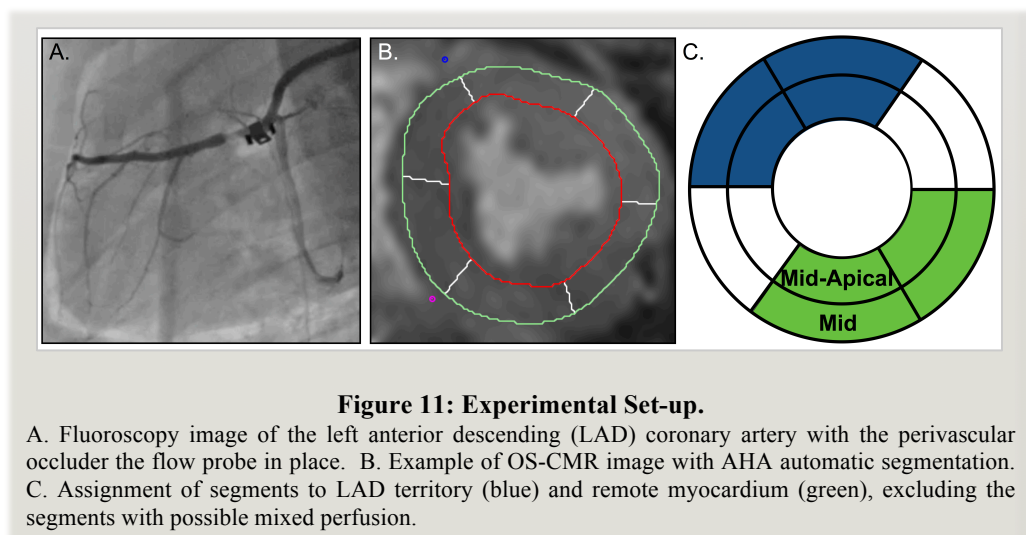 A.
B.
C.
Mid-Apical
Mid
Figure 11: Experimental Set-up.
A. Fluoroscopy image of the left anterior descending (LAD) coronary artery with the perivascular
occluder the flow probe in place. B. Example of OS-CMR image with AHA automatic segmentation.
C. Assignment of segments to LAD territory (blue) and remote myocardium (green), excluding the
segments with possible mixed perfusion.